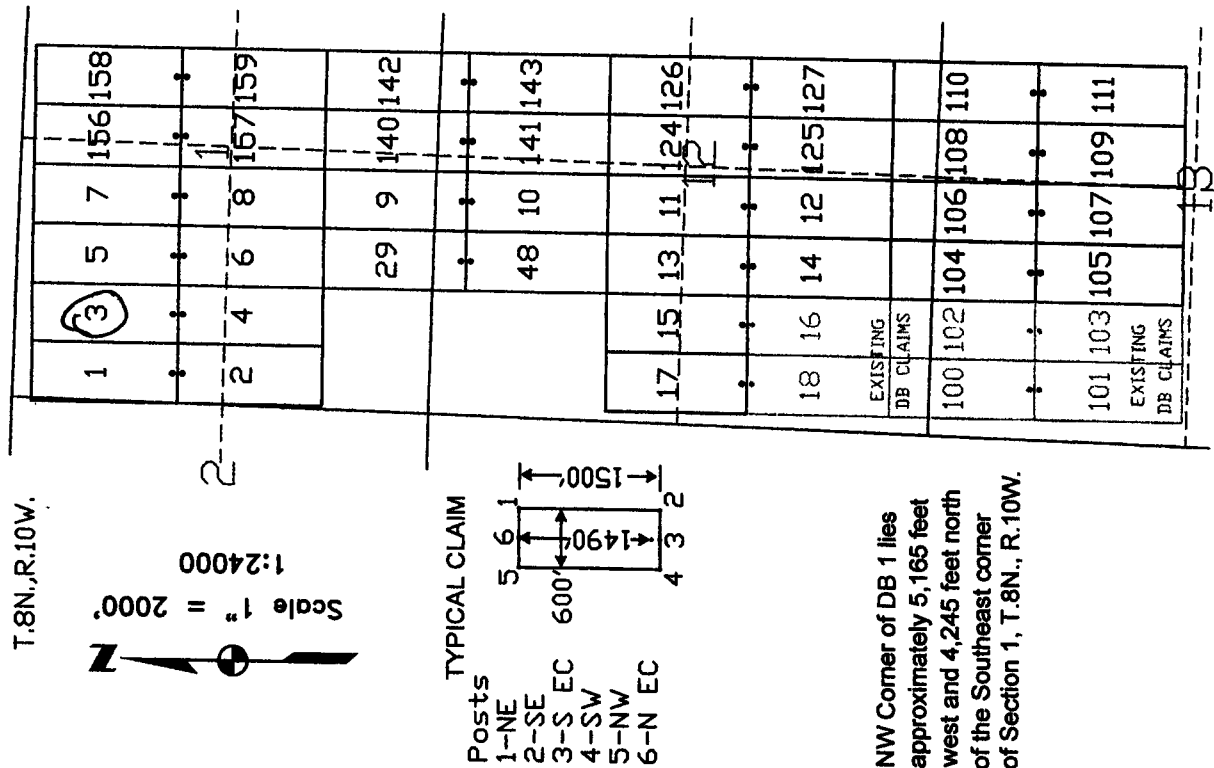 T.8N.,R.10W.
Scale 1" = 2000'
1:24000
N
TYPICAL CLAIM
Posts
1-NE
2-SE
3-S EC
4-SW
5-NW
6-N EC
5 6 1
600'
1490'
1500'
4 3 2
NW Corner of DB 1 lies
approximately 5,165 feet
west and 4,245 feet north
of the Southeast corner
of Section 1, T.8N., R.10W.
1 3 5 7 156 158
1
2 4 6 8 157 159
2
29 9 140 142
48 10 141 143
17 15 13 11 124 126
12
18 16 14 12 125 127
EXISTING
DB CLAIMS
100 102 104 106 108 110
101 103 105 107 109 111
EXISTING
DB CLAIMS
13